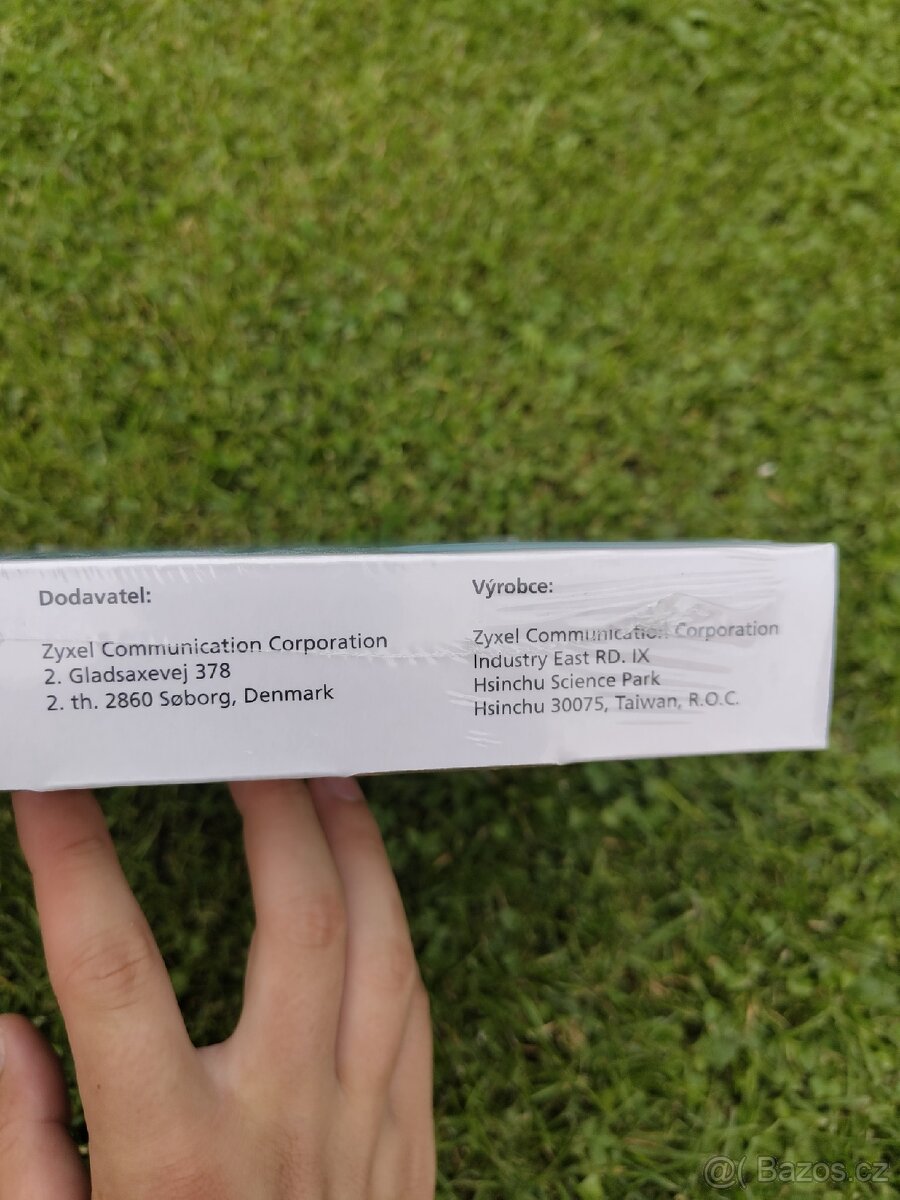 Dodavatel:
Zyxel Communication Corporation
2. Gladsaxevej 378
2. th. 2860 Søborg, Denmark
Výrobce:
Zyxel Communication Corporation
Industry East RD. IX
Hsinchu Science Park
Hsinchu 30075, Taiwan, R.O.C.
@( Bazos.cz